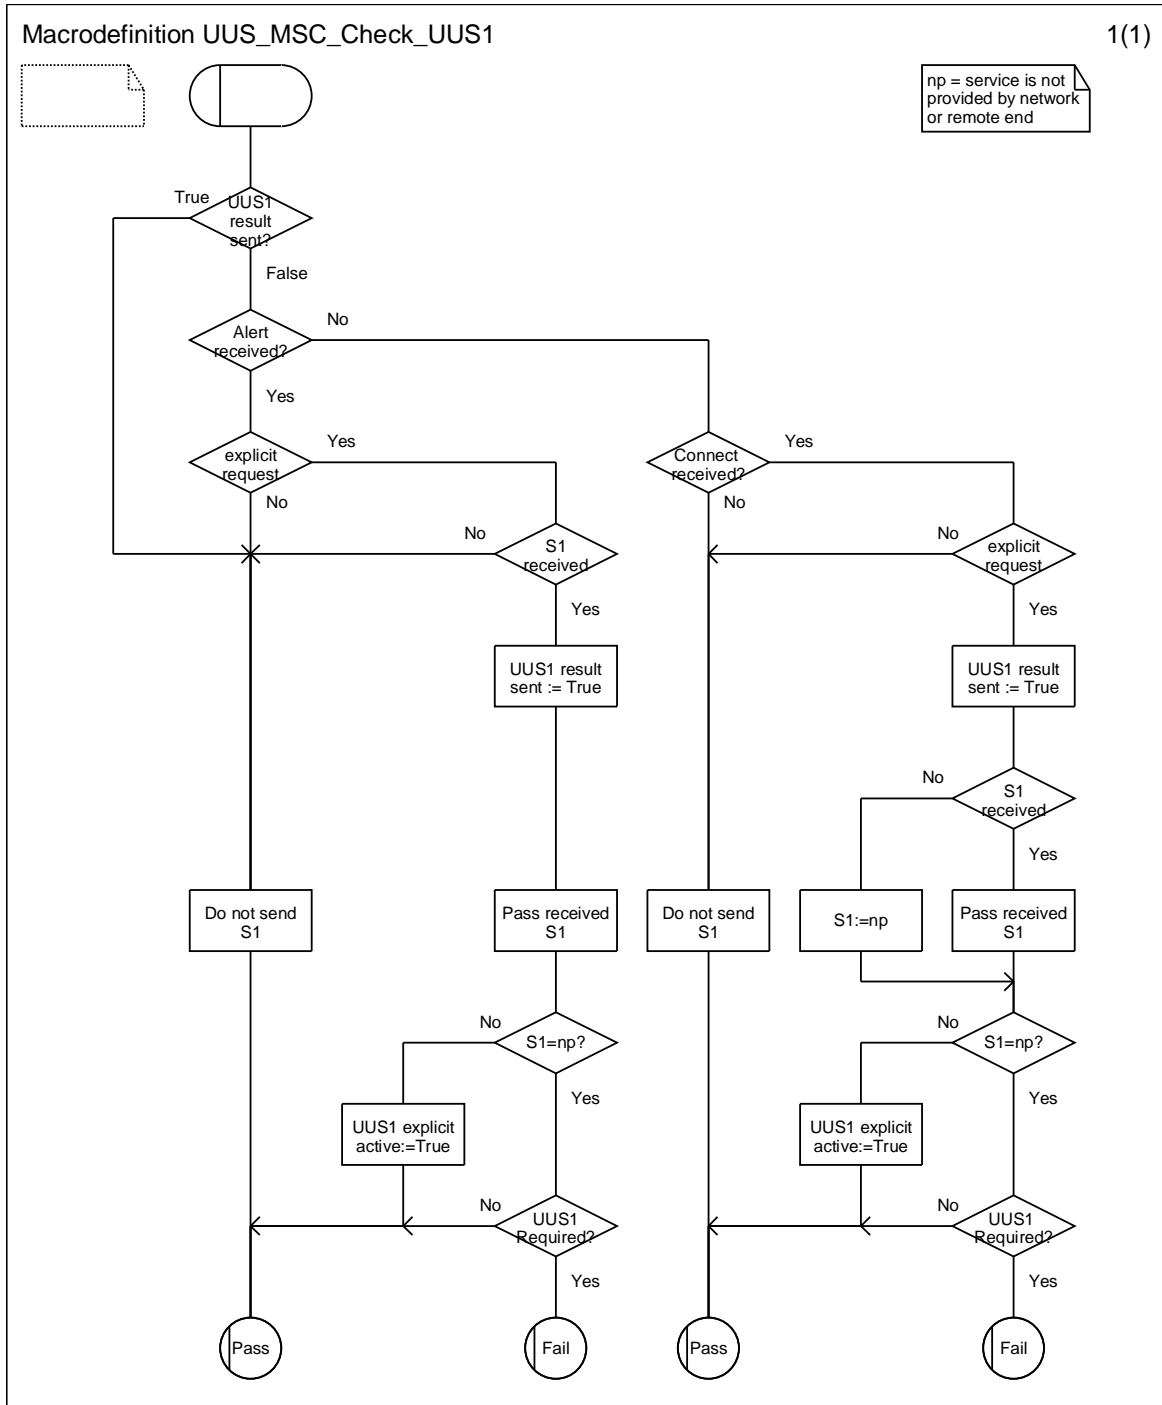 Macrodefinition UUS_MSC_Check_UUS1
1(1)
np = service is not
provided by network
or remote end
True
UUS1
result
sent?
False
Alert
received?
No
Yes
explicit
request
Yes
No
Connect
received?
Yes
No
No
S1
received
Yes
No
explicit
request
Yes
UUS1 result
sent := True
UUS1 result
sent := True
No
S1
received
Yes
Do not send
S1
Pass received
S1
Do not send
S1
S1:=np
Pass received
S1
No
S1=np?
Yes
No
S1=np?
Yes
UUS1 explicit
active:=True
UUS1 explicit
active:=True
No
UUS1
Required?
Yes
No
UUS1
Required?
Yes
Pass
Fail
Pass
Fail